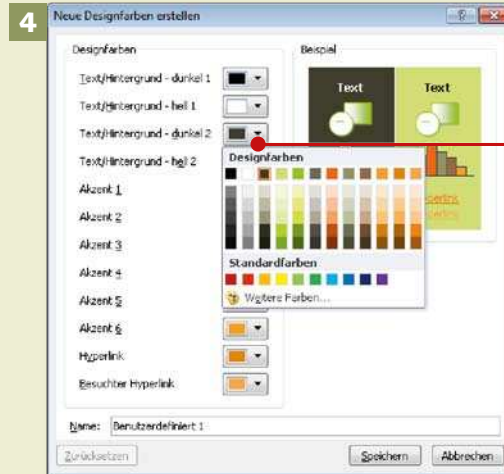 4
Neue Designfarben erstellen
Designfarben
Beispiel
Text/Hintergrund - dunkel 1
Text/Hintergrund - hell 1
Text/Hintergrund - dunkel 2
Text/Hintergrund - hell 2
Akzent 1
Akzent 2
Akzent 3
Akzent 4
Akzent 5
Akzent 6
Hyperlink
Besuchter Hyperlink
Text Text
Designfarben
Standardfarben
Weitere Farben...
Name: Benutzerdefiniert 1
Zurücksetzen Speichern Abbrechen